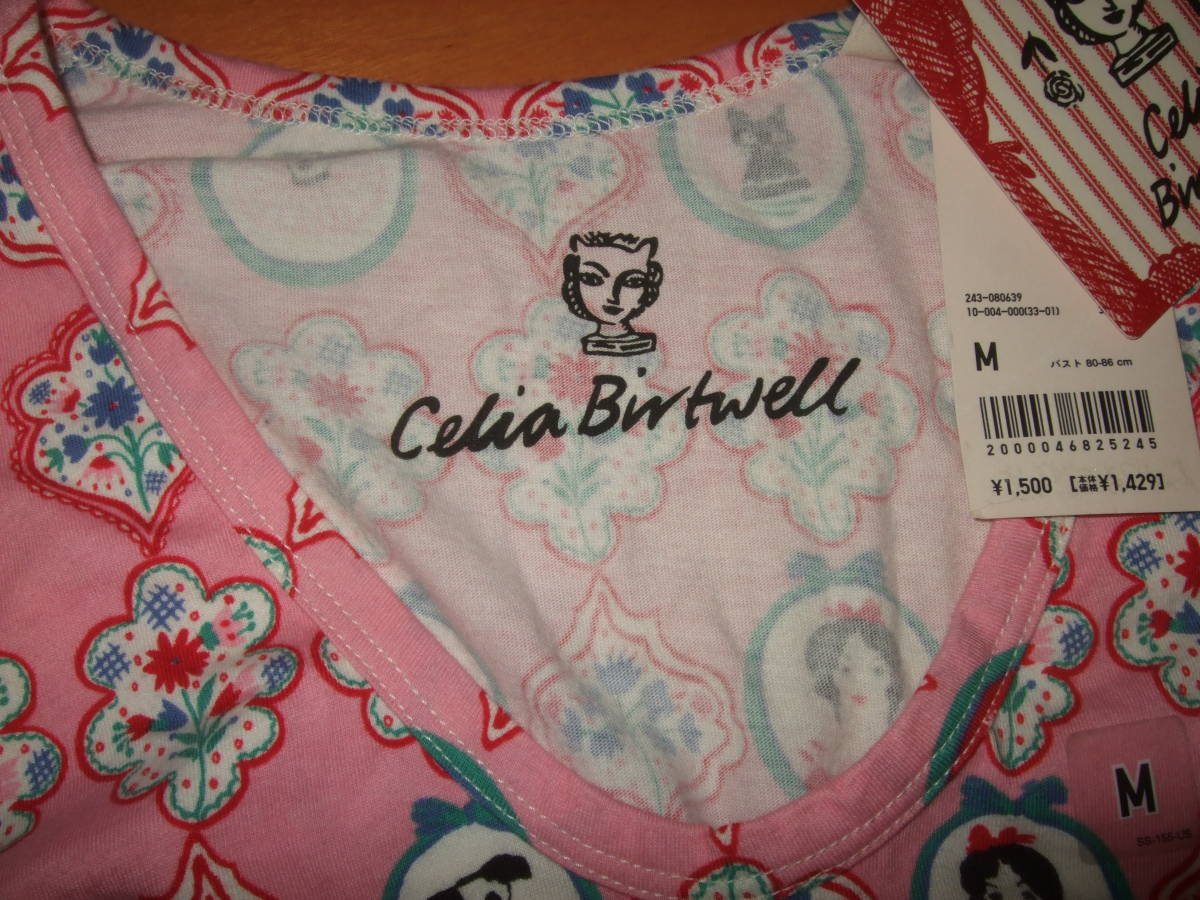 Celia Birtwell
243-080639
10-004-000(33-01)
M バスト 80-86 cm
2000046825245
¥1,500 [本体価格¥1,429]
M